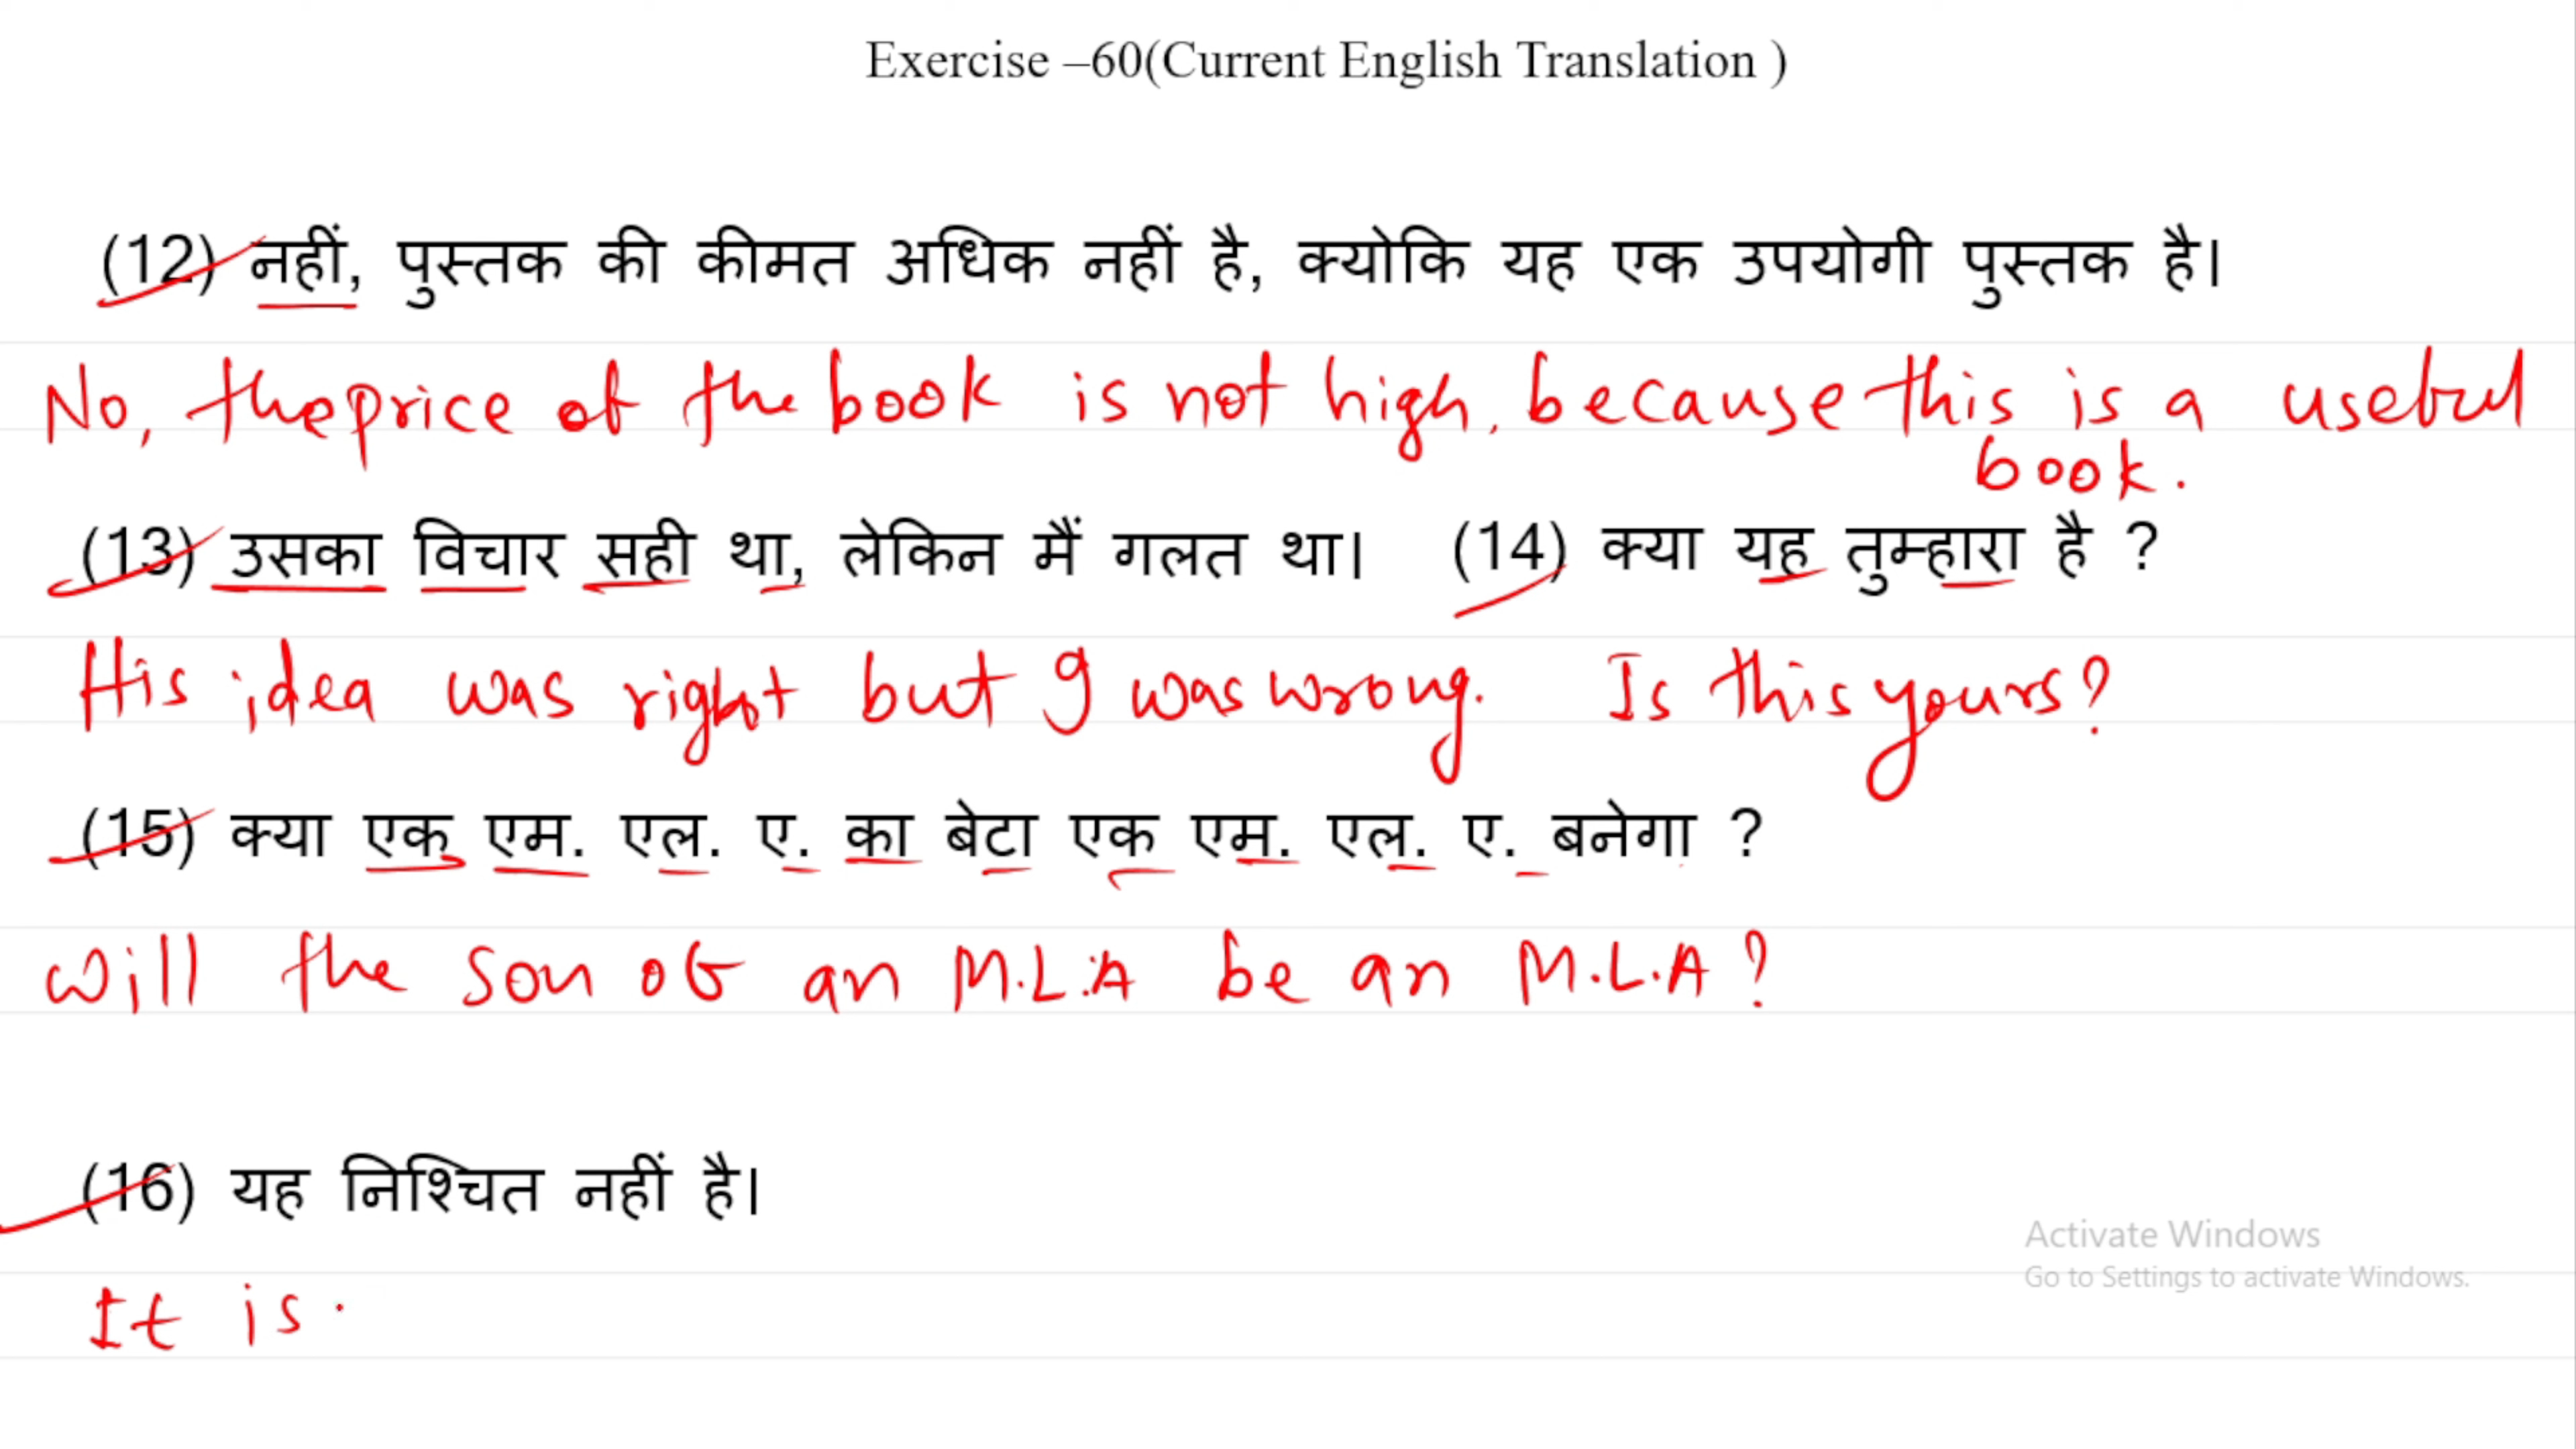 Exercise –60(Current English Translation )
(12) नहीं, पुस्तक की कीमत अधिक नहीं है, क्योकि यह एक उपयोगी पुस्तक है।
No, the price of the book is not high, because this is a useful
book.
(13) उसका विचार सही था, लेकिन मैं गलत था। (14) क्या यह तुम्हारा है ?
His idea was right but I was wrong. Is this yours?
(15) क्या एक एम. एल. ए. का बेटा एक एम. एल. ए. बनेगा ?
Will the son of an M.L.A be an M.L.A?
(16) यह निश्चित नहीं है।
It is
Activate Windows
Go to Settings to activate Windows.